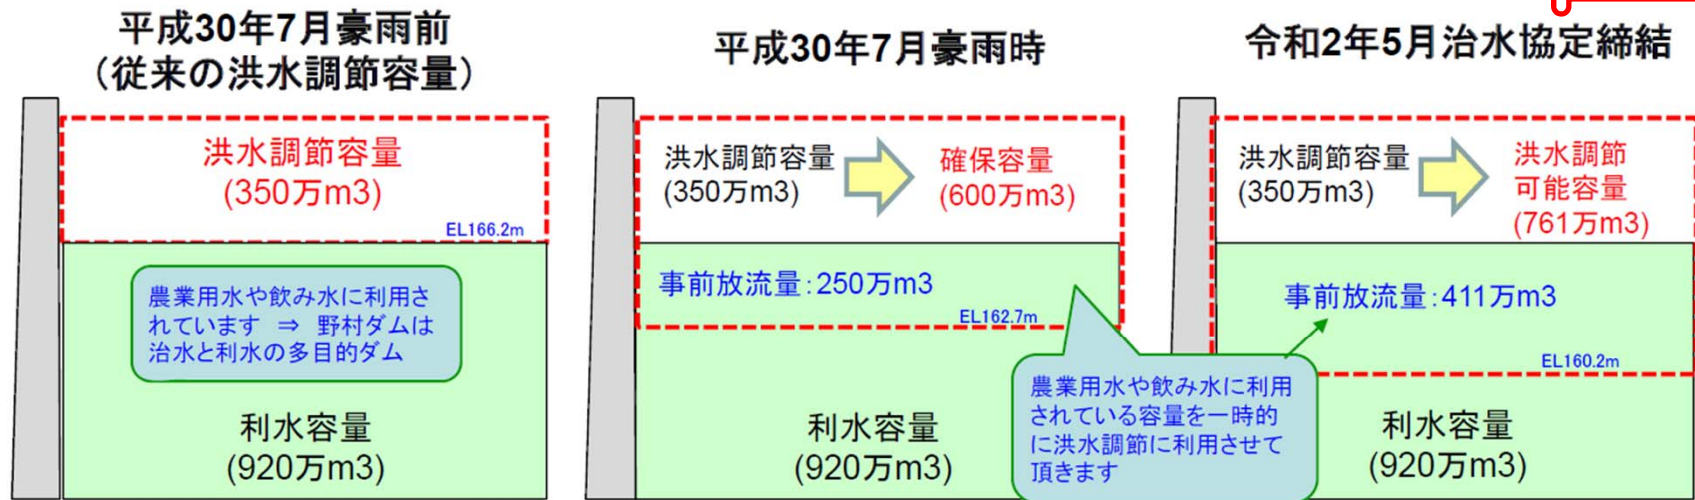 平成30年7月豪雨前
（従来の洪水調節容量）
洪水調節容量
(350万m3)
EL166.2m
農業用水や飲み水に利用さ
れています ⇒ 野村ダムは
治水と利水の多目的ダム
利水容量
(920万m3)
平成30年7月豪雨時
洪水調節容量
(350万m3)
確保容量
(600万m3)
事前放流量：250万m3
EL162.7m
農業用水や飲み水に利用
されている容量を一時的
に洪水調節に利用させて
頂きます
利水容量
(920万m3)
令和2年5月治水協定締結
洪水調節容量
(350万m3)
洪水調節
可能容量
(761万m3)
事前放流量：411万m3
EL160.2m
利水容量
(920万m3)